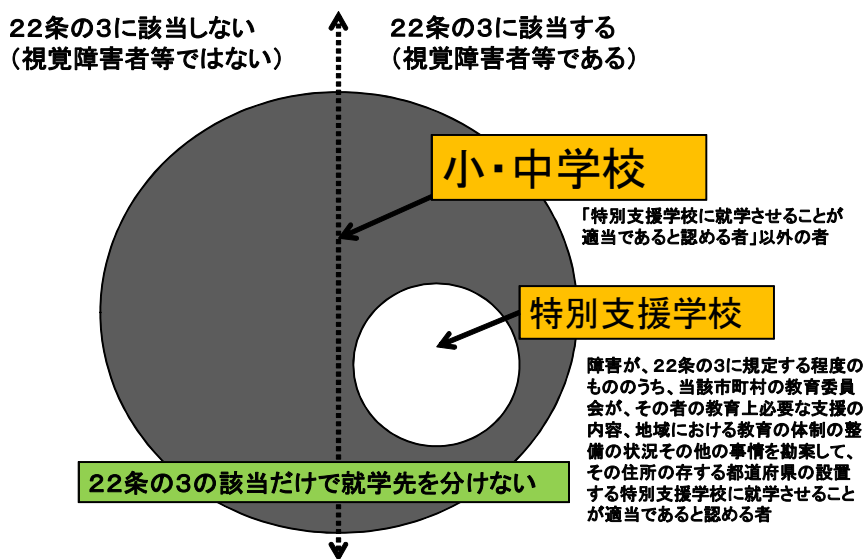 22条の3に該当しない
（視覚障害者等ではない）
22条の3に該当する
（視覚障害者等である）
小・中学校
「特別支援学校に就学させることが
適当であると認める者」以外の者
特別支援学校
障害が、22条の3に規定する程度の
もののうち、当該市町村の教育委員
会が、その者の教育上必要な支援の
内容、地域における教育の体制の整
備の状況その他の事情を勘案して、
その住所の存する都道府県の設置
する特別支援学校に就学させること
が適当であると認める者
22条の3の該当だけで就学先を分けない